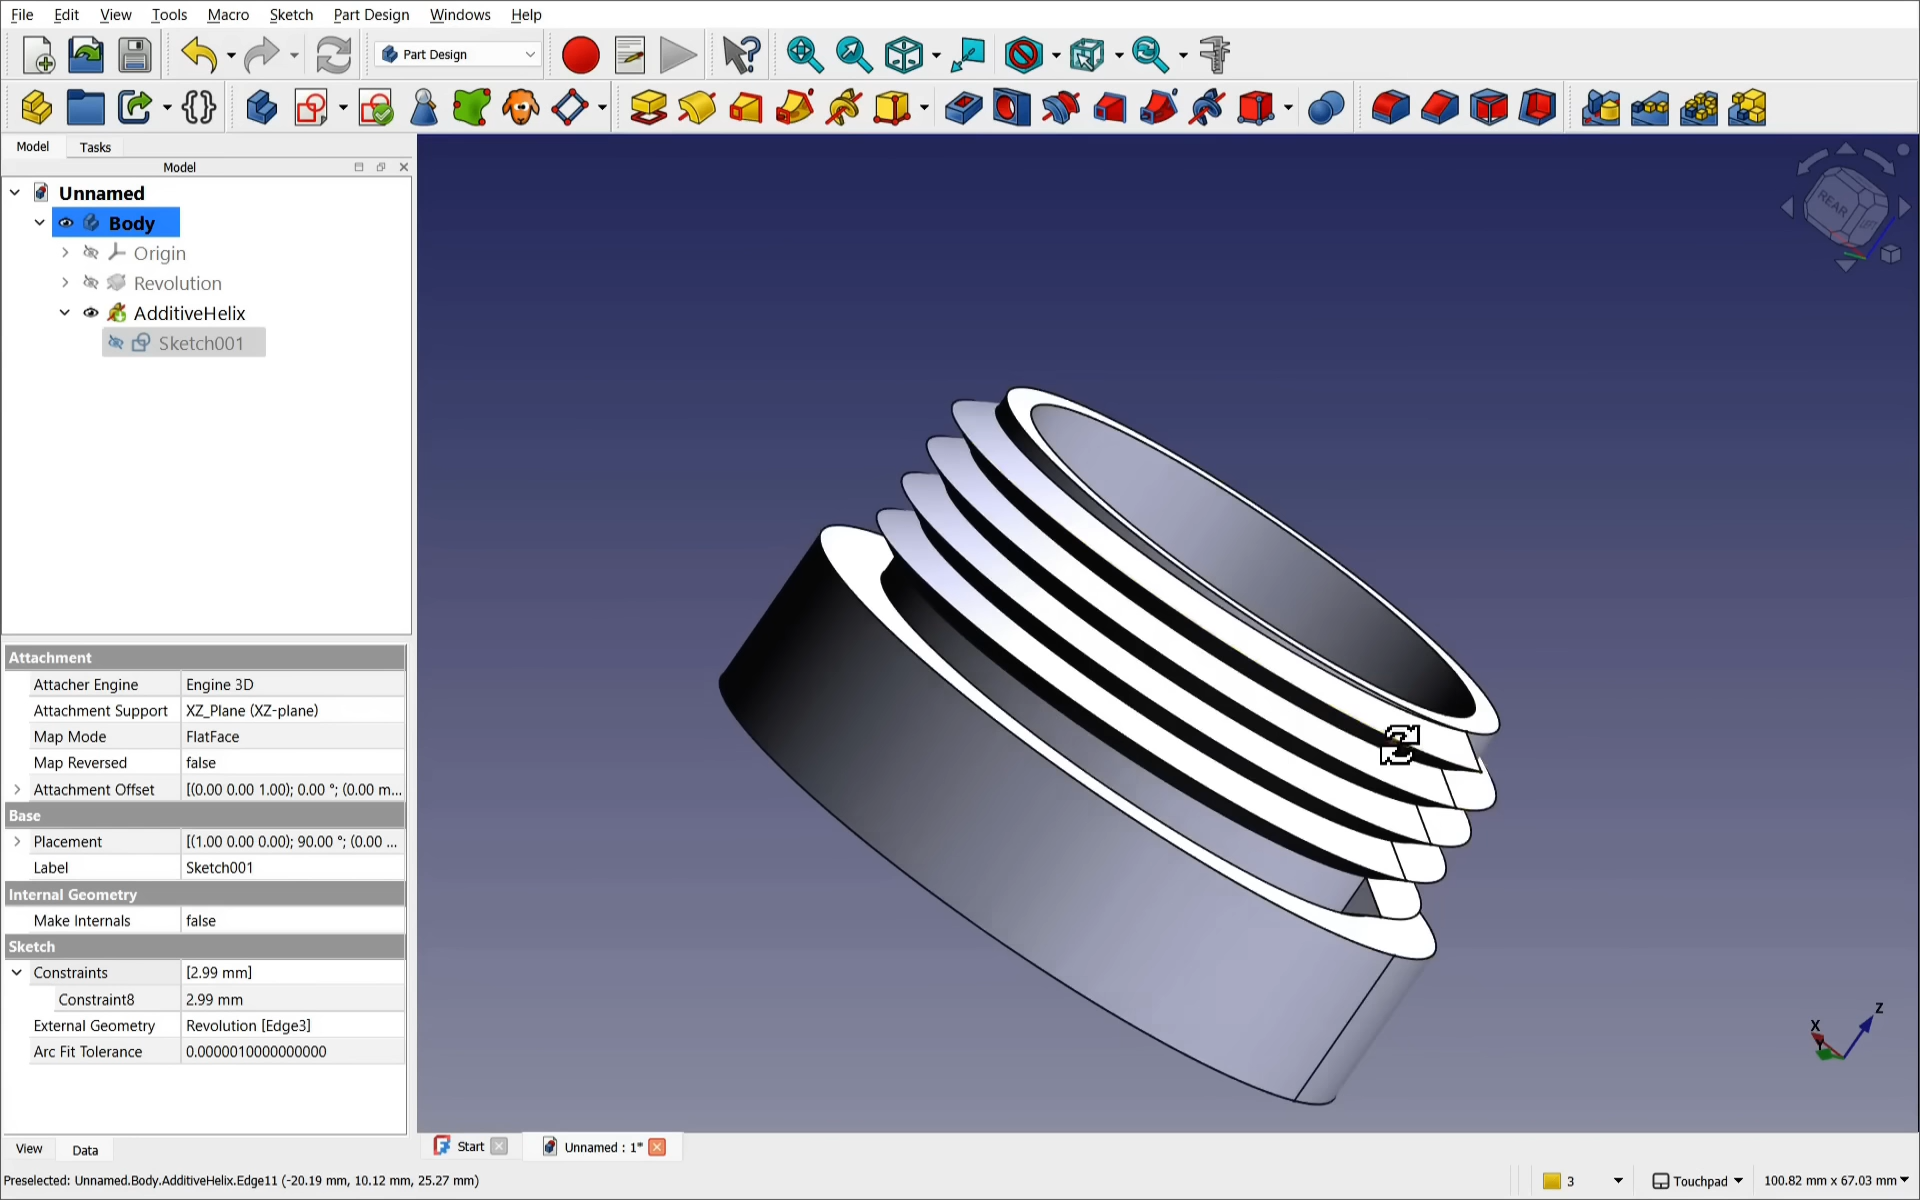 File Edit View Tools Macro Sketch Part Design Windows Help
Part Design
Model Tasks
Model
Unnamed
Body
Origin
Revolution
AdditiveHelix
Sketch001
REAR
Attachment
Attacher Engine Engine 3D
Attachment Support XZ_Plane (XZ-plane)
Map Mode FlatFace
Map Reversed false
Attachment Offset [(0.00 0.00 1.00); 0.00 °; (0.00 m...
Base
Placement [(1.00 0.00 0.00); 90.00 °; (0.00 ...
Label Sketch001
Internal Geometry
Make Internals false
Sketch
Constraints [2.99 mm]
Constraint8 2.99 mm
External Geometry Revolution [Edge3]
Arc Fit Tolerance 0.0000010000000000
X Z
View Data
Start Unnamed : 1*
Preselected: Unnamed.Body.AdditiveHelix.Edge11 (-20.19 mm, 10.12 mm, 25.27 mm)
3 Touchpad 100.82 mm x 67.03 mm